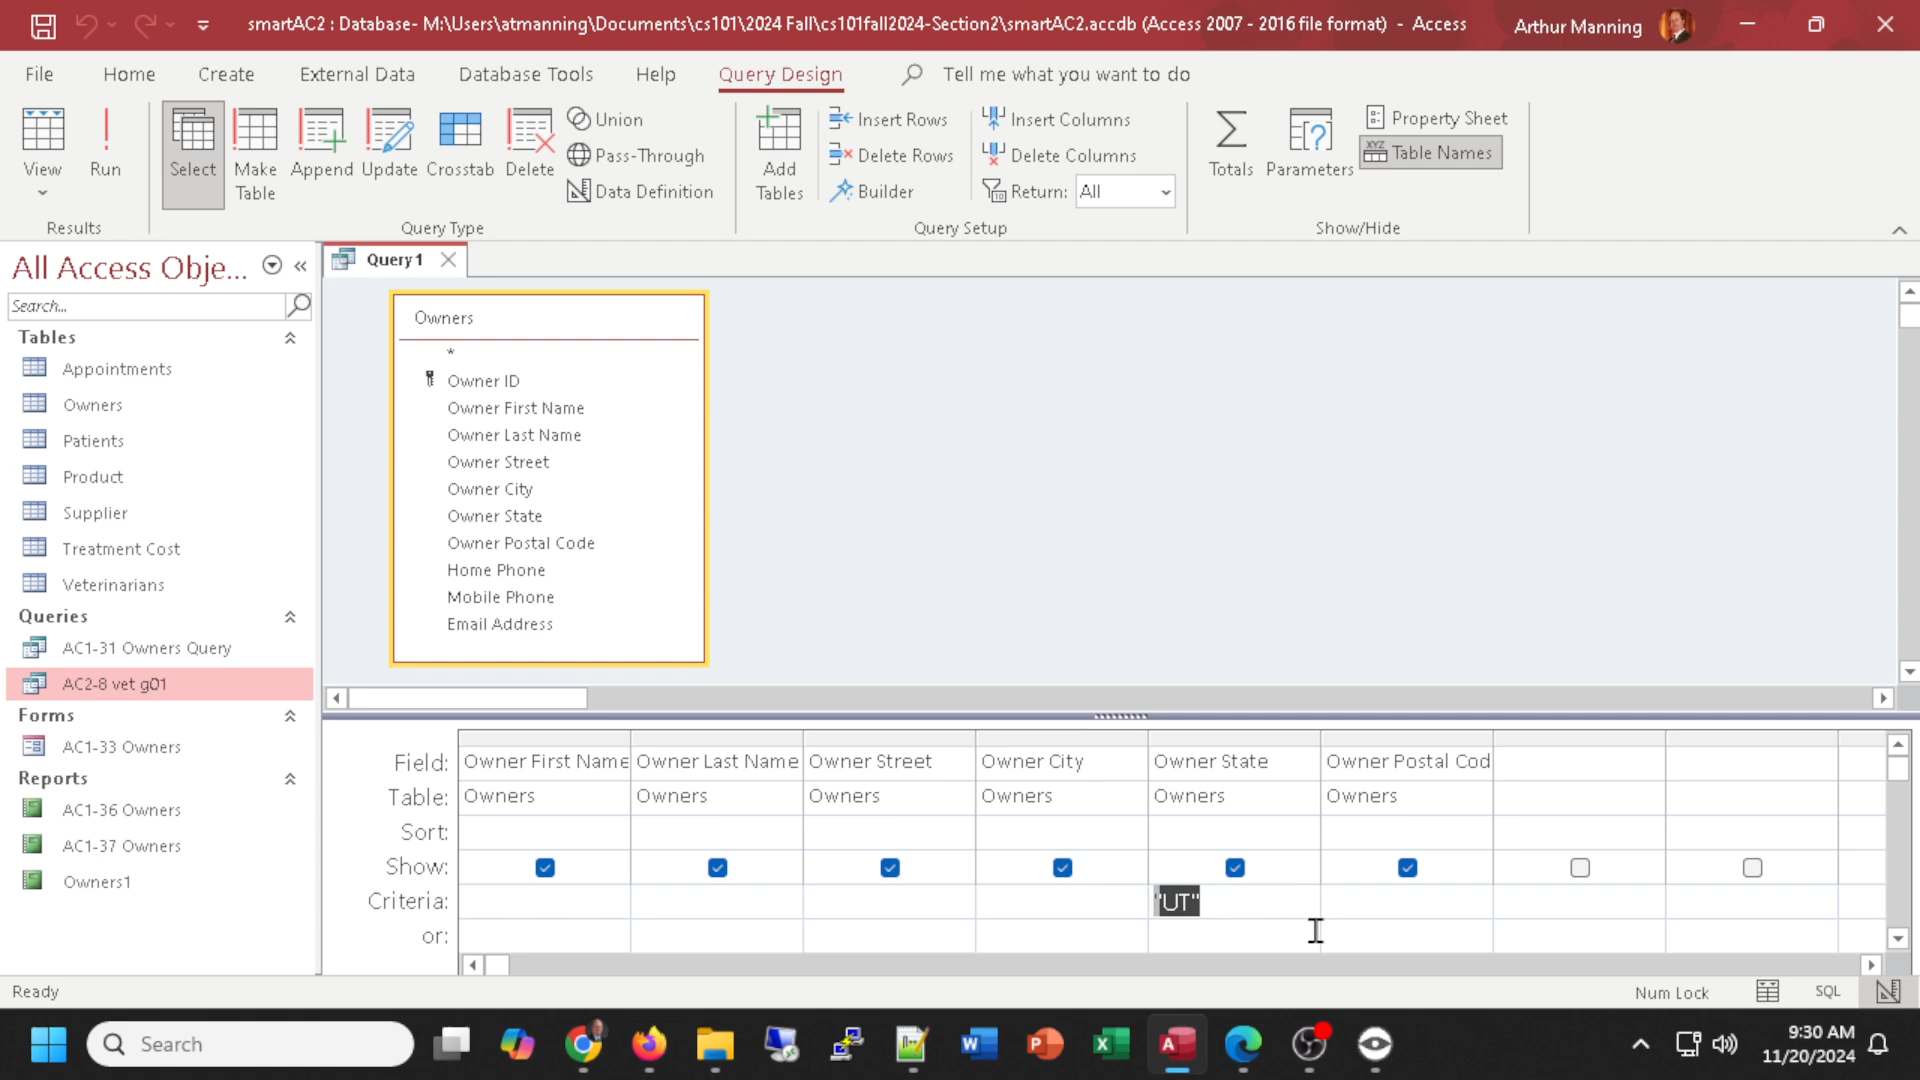 smartAC2 : Database- M:\Users\atmanning\Documents\cs101\2024 Fall\cs101fall2024-Section2\smartAC2.accdb (Access 2007 - 2016 file format) - Access
Arthur Manning
File Home Create External Data Database Tools Help Query Design Tell me what you want to do
View
Run
Results
Select
Make Table
Append
Update
Crosstab
Delete
Union
Pass-Through
Data Definition
Query Type
Add Tables
Insert Rows
Delete Rows
Builder
Insert Columns
Delete Columns
Return: All
Query Setup
Totals
Parameters
Property Sheet
XYZ Table Names
Show/Hide
All Access Obje...
Search...
Tables
Appointments
Owners
Patients
Product
Supplier
Treatment Cost
Veterinarians
Queries
AC1-31 Owners Query
AC2-8 vet g01
Forms
AC1-33 Owners
Reports
AC1-36 Owners
AC1-37 Owners
Owners1
Query1
Owners
*
Owner ID
Owner First Name
Owner Last Name
Owner Street
Owner City
Owner State
Owner Postal Code
Home Phone
Mobile Phone
Email Address
Field: Owner First Name Owner Last Name Owner Street Owner City Owner State Owner Postal Cod
Table: Owners Owners Owners Owners Owners Owners
Sort:
Show:
Criteria: "UT"
or:
Ready
Num Lock
SQL
Search
9:30 AM
11/20/2024